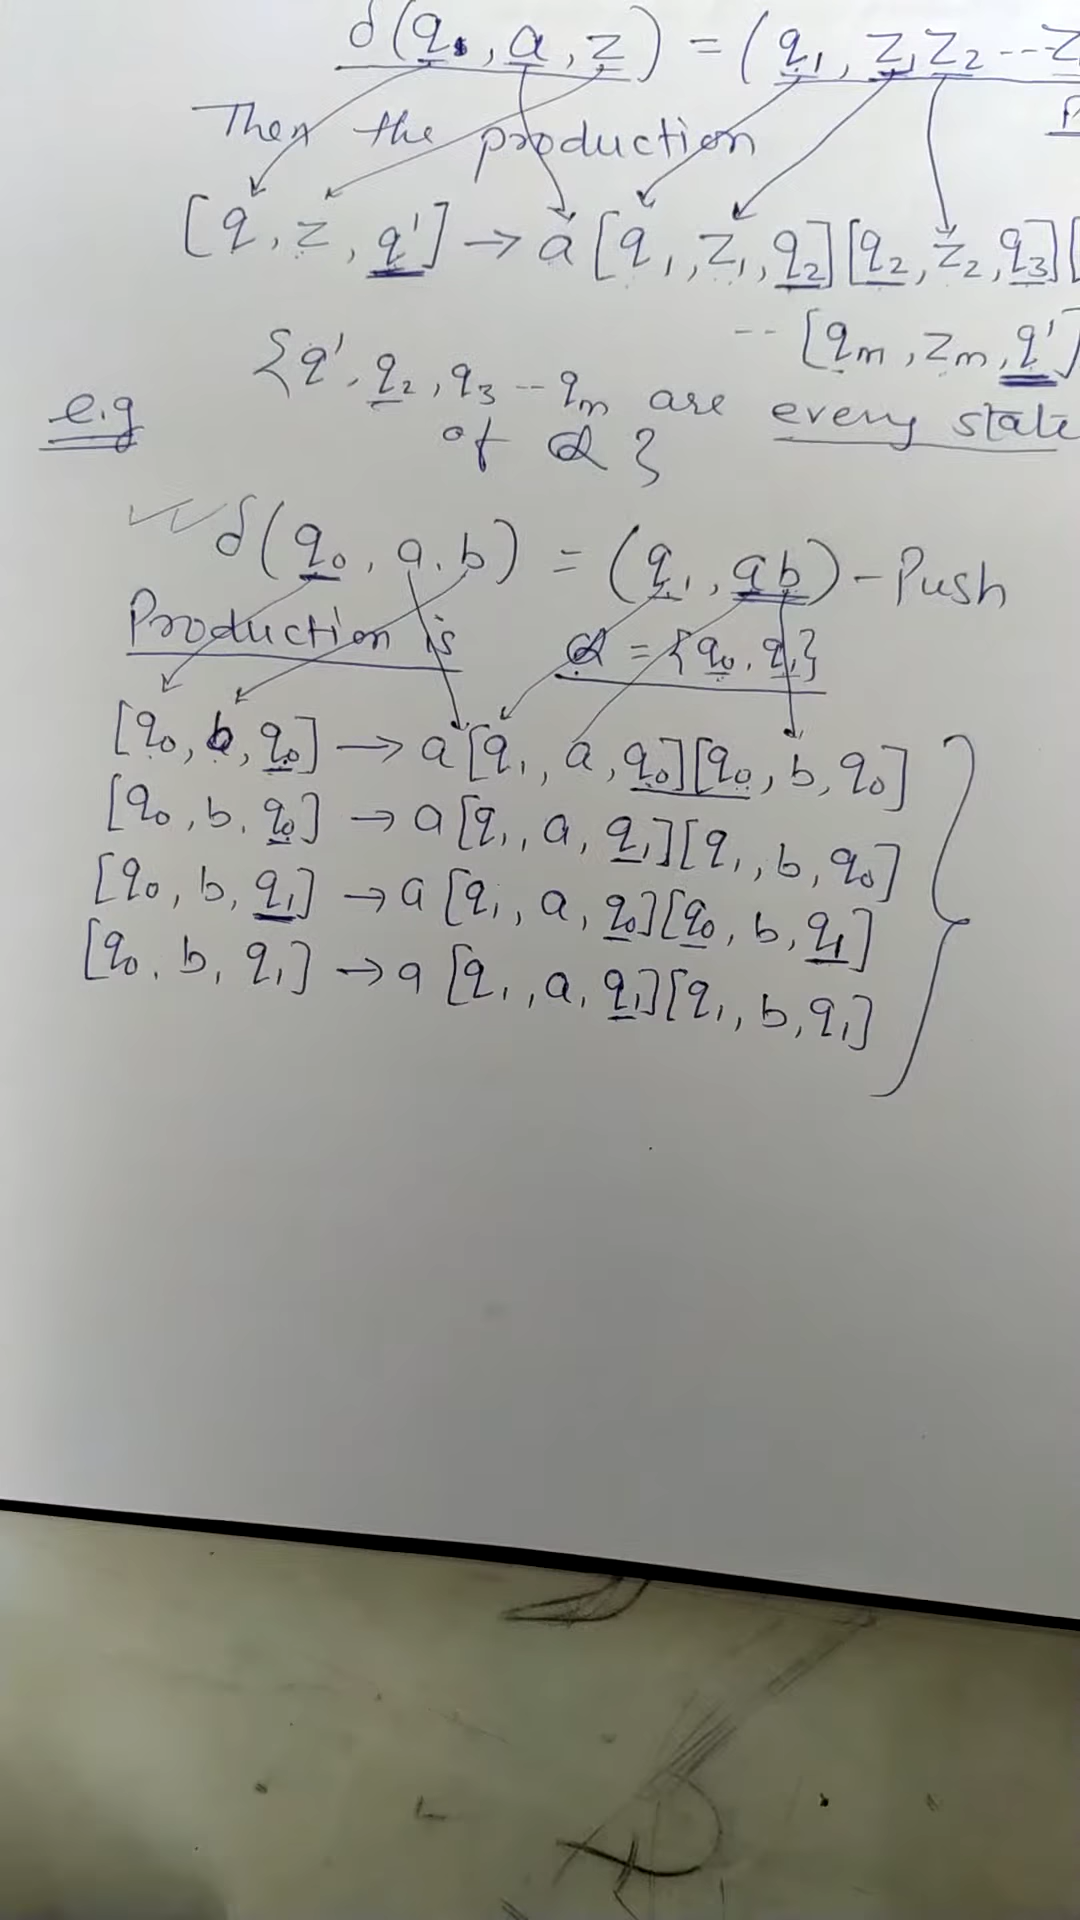 δ(q, a, z) = (q₁, z₁z₂--z
Then the production
[q, z, q'] → a[q₁, z₁, q₂][q₂, z₂, q₃][
-- [qm, zm, q']
{q', q₂, q₃ -- qm are every state
of Q}
e.g
δ(q₀, a, b) = (q₁, ab) - Push
Production is Q = {q₀, q₁}
[q₀, b, q₀] → a[q₁, a, q₀][q₀, b, q₀]
[q₀, b, q₀] → a[q₁, a, q₁][q₁, b, q₀]
[q₀, b, q₁] → a[q₁, a, q₀][q₀, b, q₁]
[q₀, b, q₁] → a[q₁, a, q₁][q₁, b, q₁]